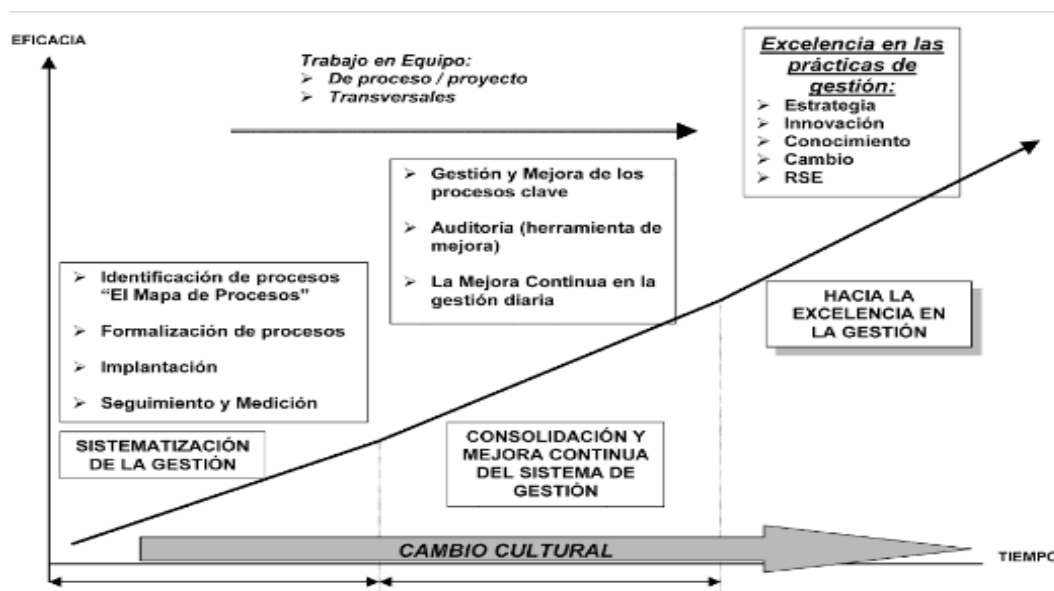 EFICACIA
Trabajo en Equipo:
➢ De proceso / proyecto
➢ Transversales
Excelencia en las
prácticas de
gestión:
➢ Estrategia
➢ Innovación
➢ Conocimiento
➢ Cambio
➢ RSE
➢ Gestión y Mejora de los
procesos clave
➢ Auditoría (herramienta de
mejora)
➢ La Mejora Continua en la
gestión diaria
➢ Identificación de procesos
“El Mapa de Procesos”
➢ Formalización de procesos
➢ Implantación
➢ Seguimiento y Medición
HACIA LA
EXCELENCIA EN
LA GESTIÓN
SISTEMATIZACIÓN
DE LA GESTIÓN
CONSOLIDACIÓN Y
MEJORA CONTINUA
DEL SISTEMA DE
GESTIÓN
CAMBIO CULTURAL
TIEMPO